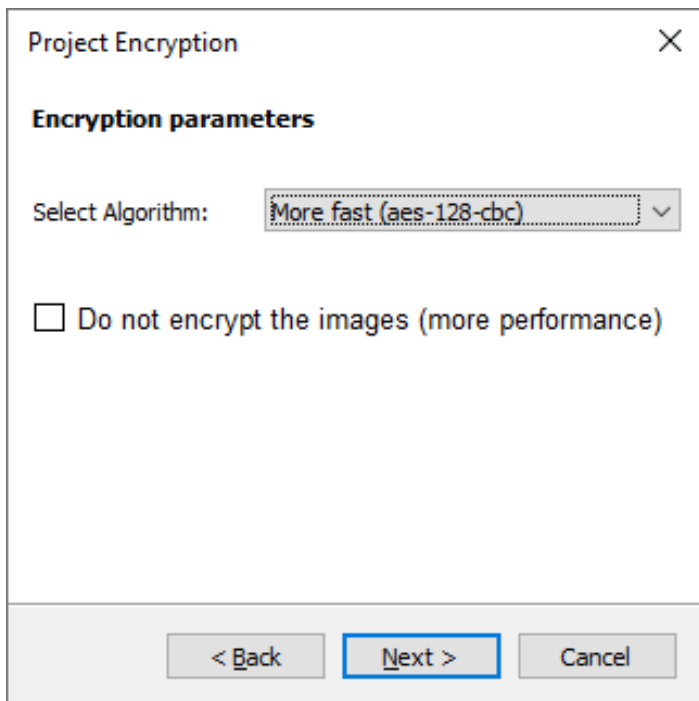 Project Encryption
Encryption parameters
Select Algorithm: More fast (aes-128-cbc)
Do not encrypt the images (more performance)
< Back Next > Cancel